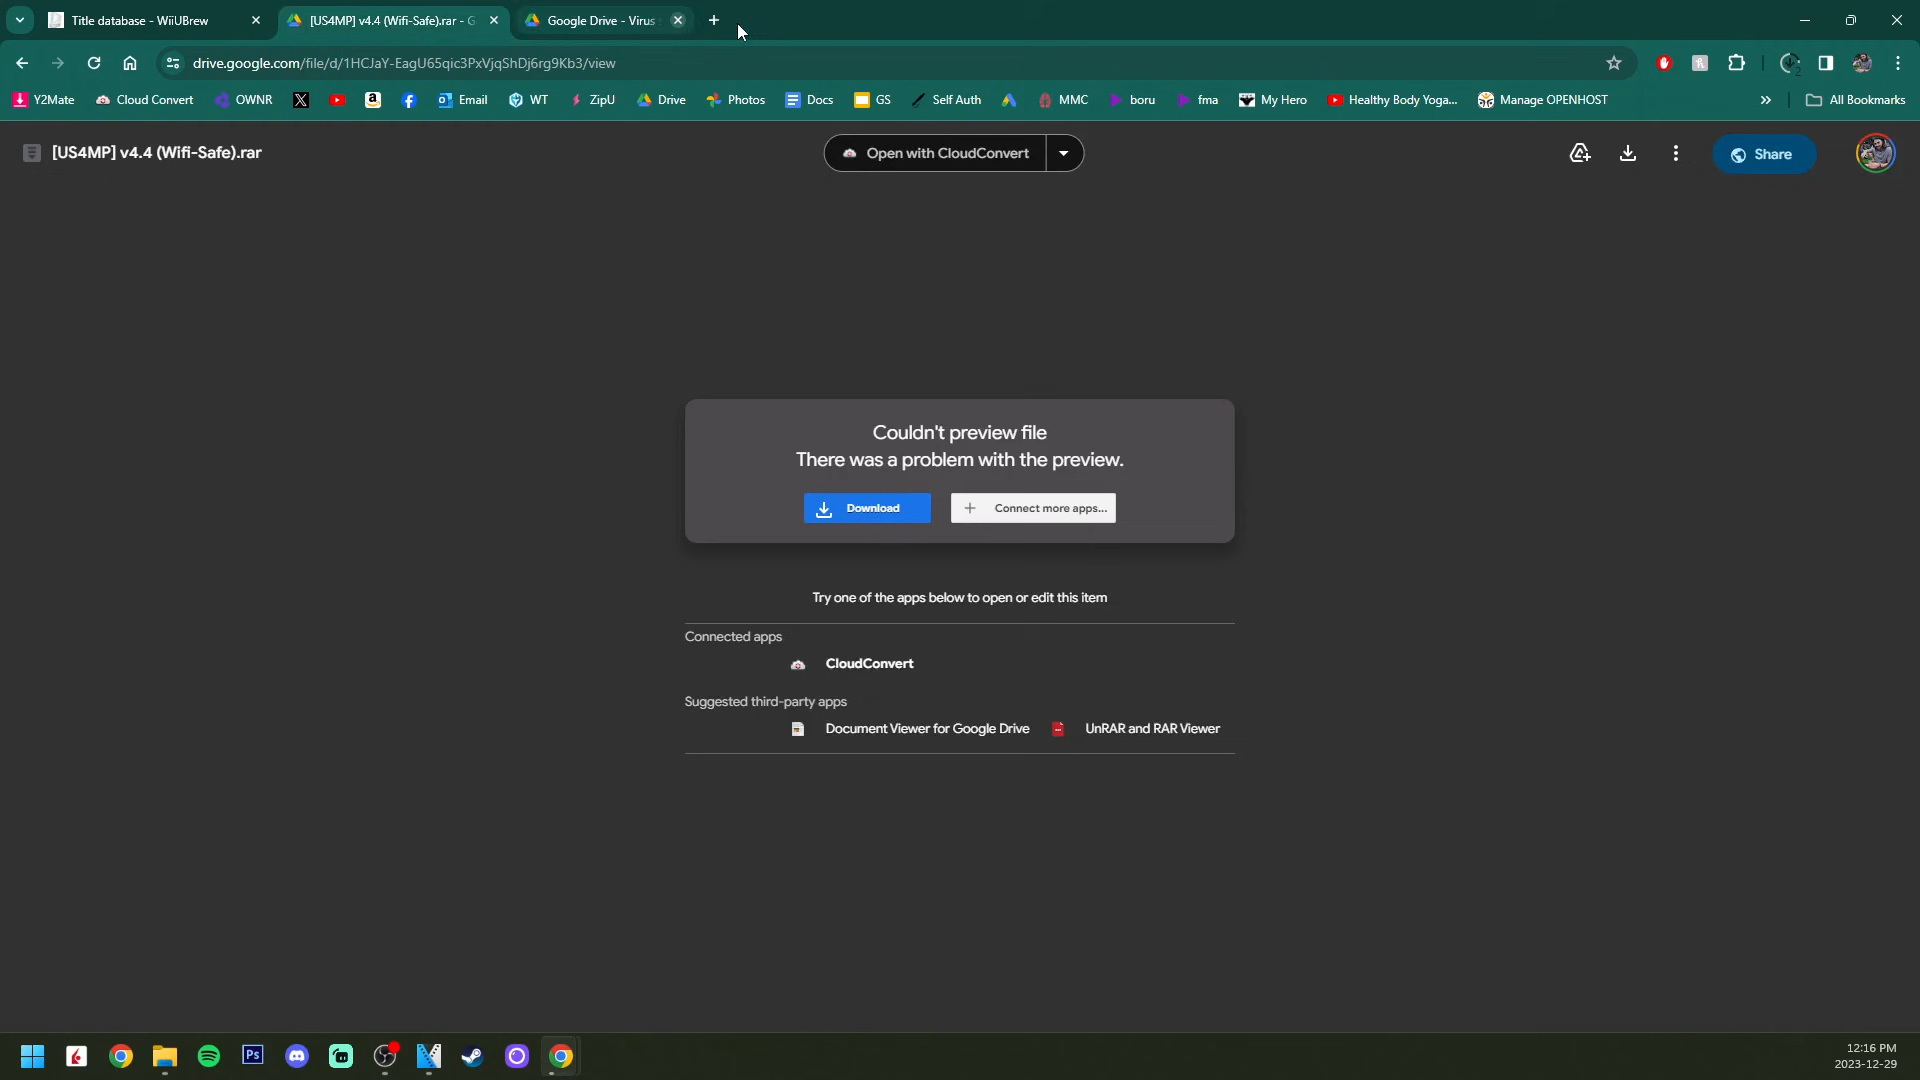 Title database - WiiUBrew
[US4MP] v4.4 (Wifi-Safe).rar - G
Google Drive - Virus
drive.google.com/file/d/1HCJaY-EagU65qic3PxVjqShDj6rg9Kb3/view
Y2Mate
Cloud Convert
OWNR
Email
WT
ZipU
Drive
Photos
Docs
GS
Self Auth
MMC
boru
fma
My Hero
Healthy Body Yoga...
Manage OPENHOST
All Bookmarks
[US4MP] v4.4 (Wifi-Safe).rar
Open with CloudConvert
Share
Couldn't preview file
There was a problem with the preview.
Download
Connect more apps...
Try one of the apps below to open or edit this item
Connected apps
CloudConvert
Suggested third-party apps
Document Viewer for Google Drive
UnRAR and RAR Viewer
Ps
12:16 PM
2023-12-29